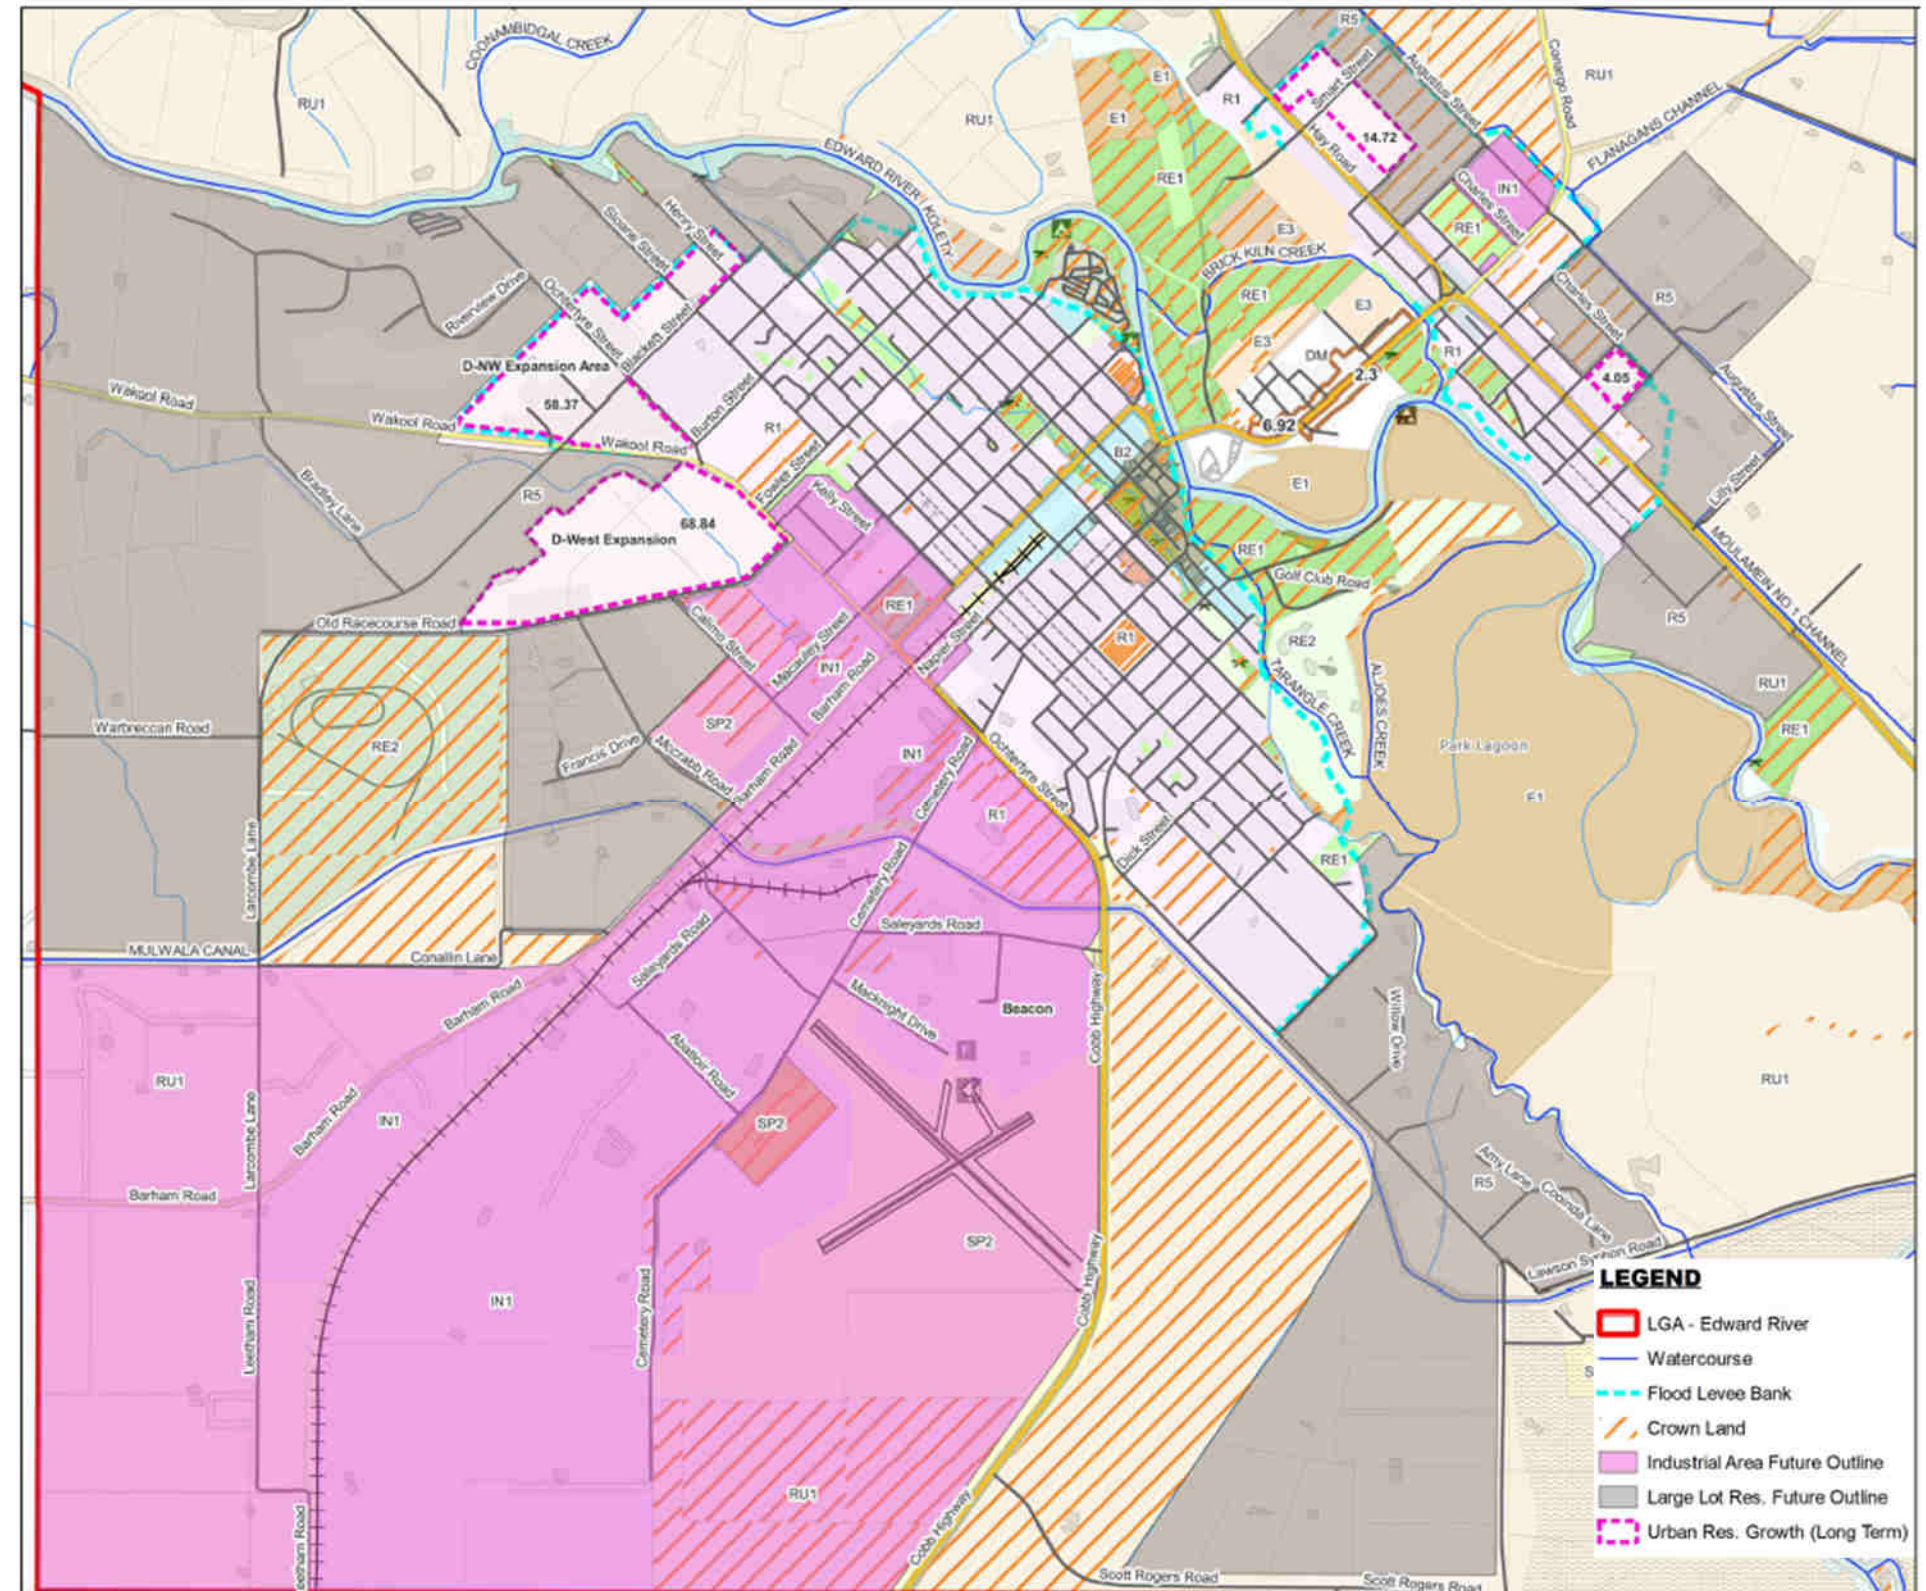 COONAMBIDGAL CREEK
RU1
RU1
EDWARD RIVER / KOLETY
E1
E1
RE1
R1
R5
Smart Street
14.72
Hay Road
Augustus Street
Conargo Road
RU1
FLANAGANS CHANNEL
IN1
Charles Street
RE1
E3
BRICK KILN CREEK
RE1
E3
E3
DM
2.3
6.92
R1
Charles Street
R5
4.05
Augustus Street
Lilly Street
MOULAMEIN NO 1 CHANNEL
Sloane Street
Henry Street
Riverview Drive
Ochtertyre Street
Blackett Street
D-NW Expansion Area
58.37
Wakool Road
Wakool Road
Wakool Road
Burton Street
R1
Fowler Street
Kelly Street
B2
E1
RE1
Golf Club Road
RE2
R5
Bradley Lane
R5
68.84
D-West Expansion
Old Racecourse Road
Calimo Street
Macauley Street
IN1
Barham Road
RE1
Napier Street
R1
TARANGLE CREEK
ALJOES CREEK
Park Lagoon
E1
RU1
RE1
Warbreccan Road
RE2
Francis Drive
SP2
Mccrabb Road
Barham Road
IN1
Cemetery Road
Ochtertyre Street
R1
Dick Street
RE1
Larcombe Lane
Cemetery Road
Saleyards Road
Saleyards Road
MULWALA CANAL
Conallin Lane
Barham Road
Macknight Drive
Beacon
Cobb Highway
Willow Drive
Abattoir Road
RU1
IN1
Larcombe Lane
Barham Road
Barham Road
SP2
SP2
RU1
R5
Amy Lane
Cooinda Lane
Lawson Syphon Road
Leetham Road
IN1
Cemetery Road
Cobb Highway
RU1
Cobb Highway
Scott Rogers Road
Scott Rogers Road
LEGEND
LGA - Edward River
Watercourse
Flood Levee Bank
Crown Land
Industrial Area Future Outline
Large Lot Res. Future Outline
Urban Res. Growth (Long Term)